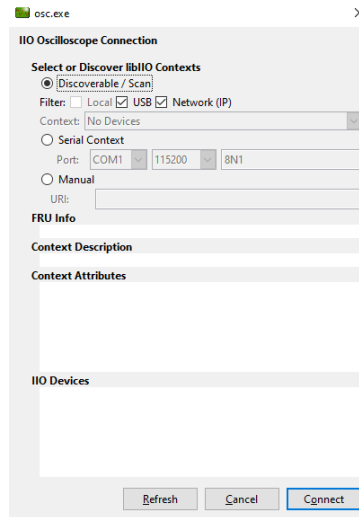 osc.exe
IIO Oscilloscope Connection
Select or Discover libIIO Contexts
Discoverable / Scan
Filter: Local USB Network (IP)
Context: No Devices
Serial Context
Port: COM1 115200 8N1
Manual
URI:
FRU Info
Context Description
Context Attributes
IIO Devices
Refresh Cancel Connect